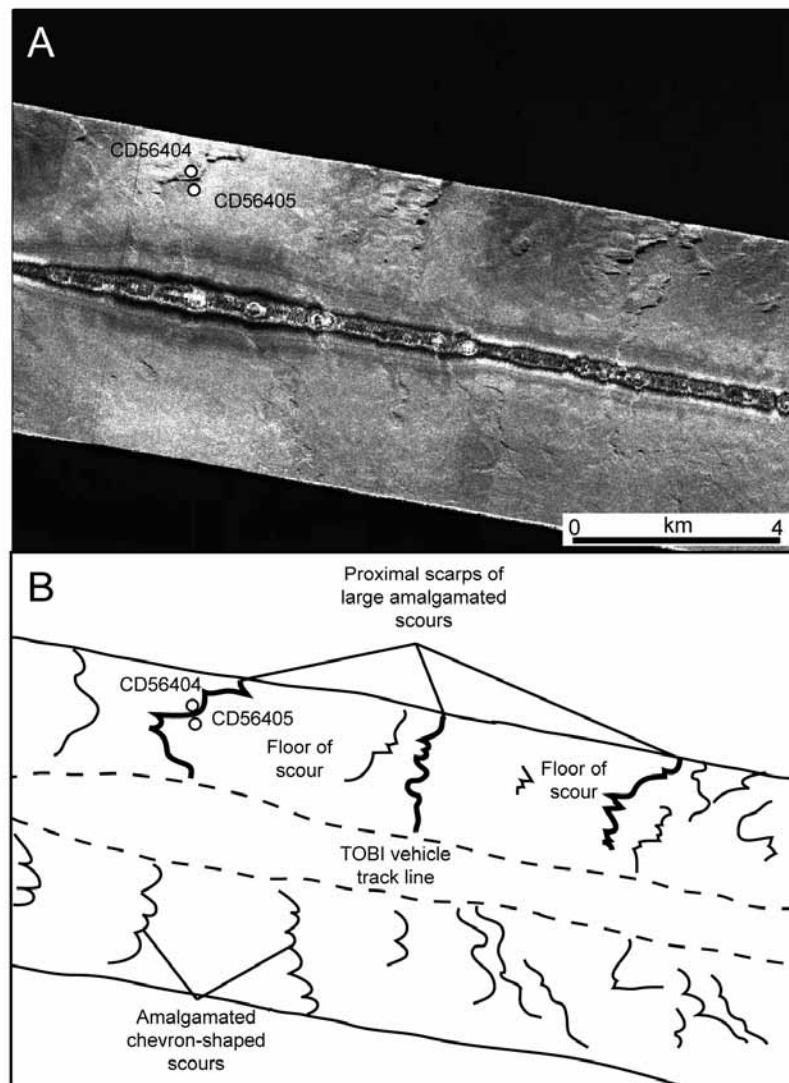 A
CD56404
CD56405
km
0 4
B
Proximal scarps of
large amalgamated
scours
CD56404
CD56405
Floor of
scour
Floor of
scour
TOBI vehicle
track line
Amalgamated
chevron-shaped
scours